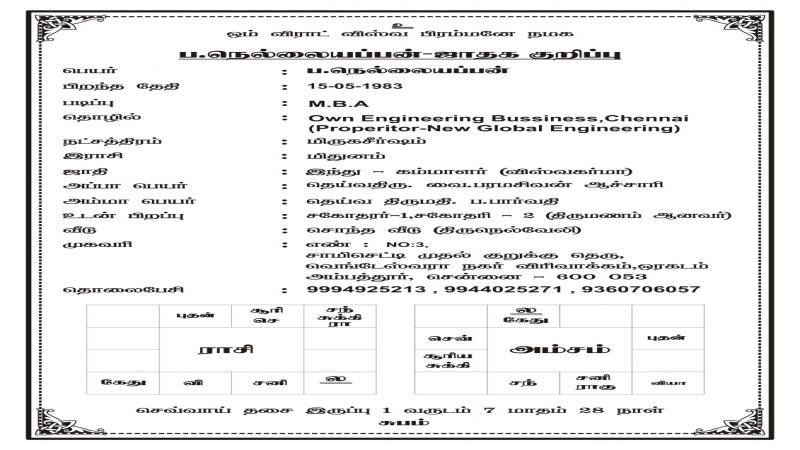 உ
ஓம் விராட் விஸ்வ பிரம்மனே நமக
ப.நெல்லையப்பன்-ஜாதக குறிப்பு
பெயர் : ப.நெல்லையப்பன்
பிறந்த தேதி : 15-05-1983
படிப்பு : M.B.A
தொழில் : Own Engineering Bussiness,Chennai
(Properitor-New Global Engineering)
நட்சத்திரம் : மிருகசீர்ஷம்
இராசி : மிதுனம்
ஜாதி : இந்து – கம்மாளர் (விஸ்வகர்மா)
அப்பா பெயர் : தெய்வதிரு. வை.பரமசிவன் ஆச்சாரி
அம்மா பெயர் : தெய்வ திருமதி. ப.பார்வதி
உடன் பிறப்பு : சகோதரர்–1,சகோதரி – 2 (திருமணம் ஆனவர்)
வீடு : சொந்த வீடு (திருநெல்வேலி)
முகவரி : எண் : NO:3,
சாமிசெட்டி முதல் குறுக்கு தெரு,
வெங்டேஸ்வரா நகர் விரிவாக்கம்,ஒரகடம்
அம்பத்தூர், சென்னை – 600 053
தொலைபேசி : 9994925213 , 9944025271 , 9360706057
புதன் சூரி செ சந் சுக்கி ரா
ராசி
கேது வி சனி ல
ல கேது
செவ் அம்சம் புதன்
சூரிய சுக்கி
சந் சனி ராகு வியா
செவ்வாய் தசை இருப்பு 1 வருடம் 7 மாதம் 28 நாள்
சுபம்